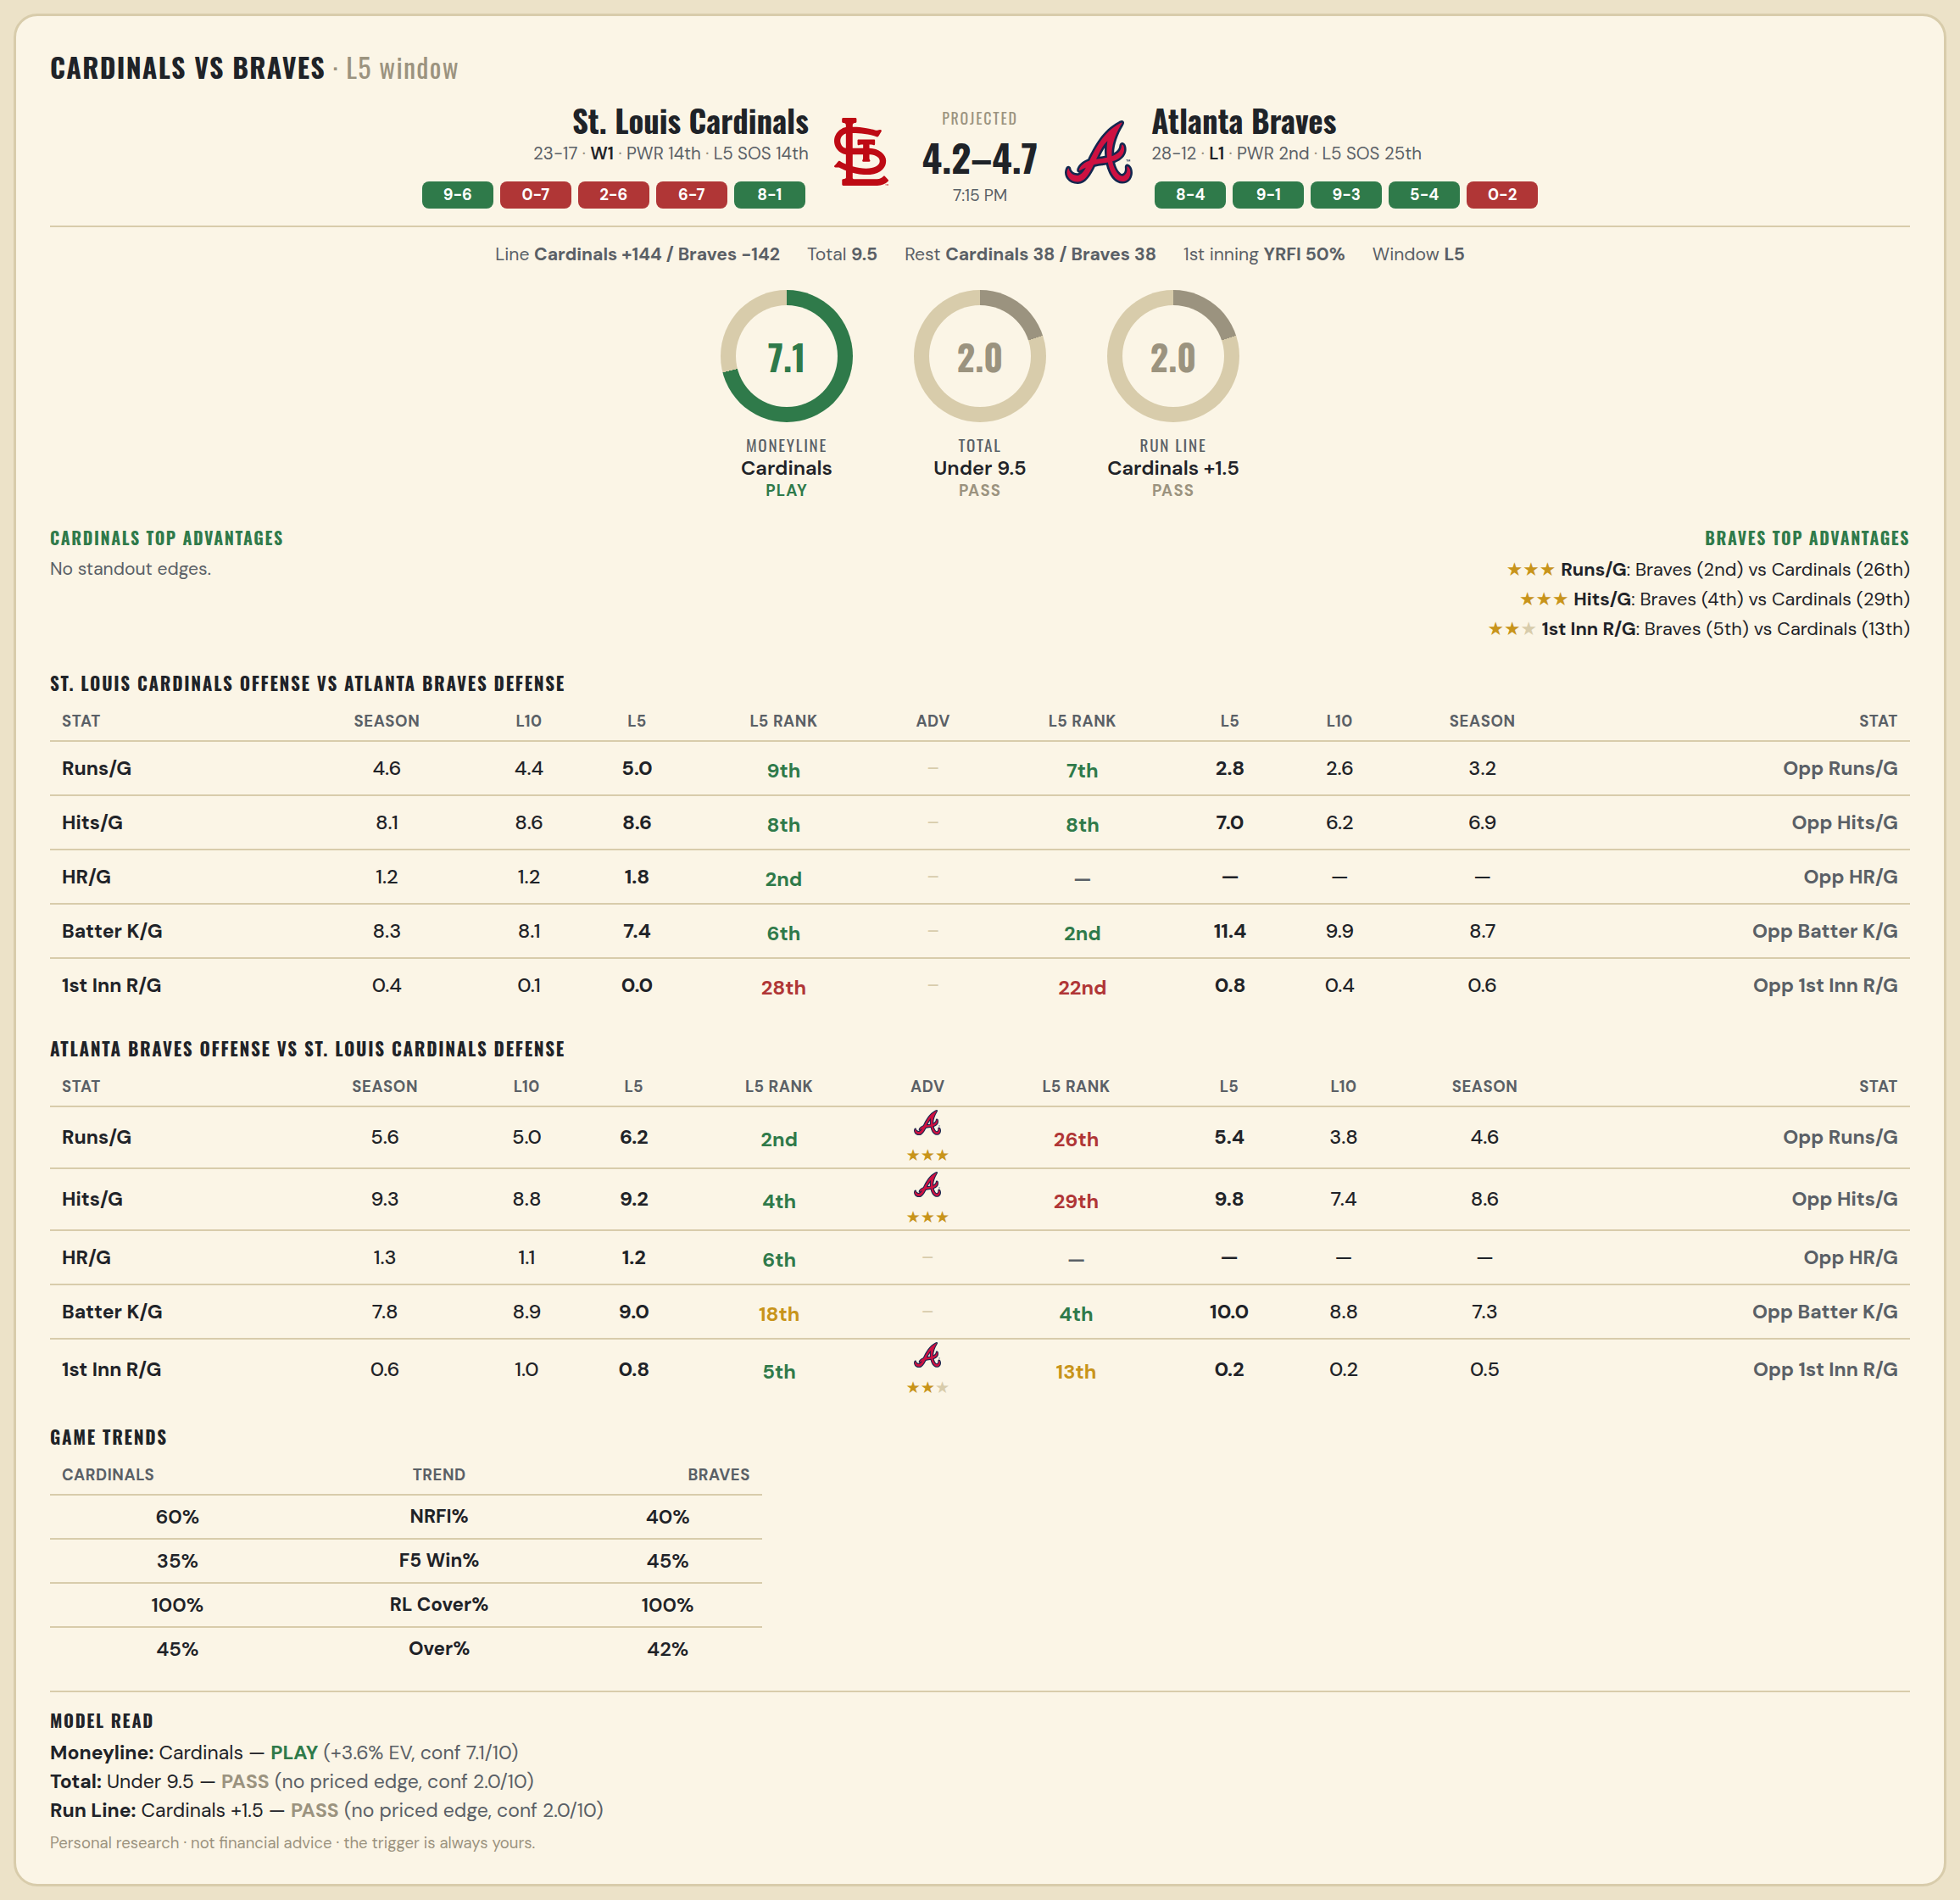 CARDINALS VS BRAVES · L5 window
St. Louis Cardinals
23–17 · W1 · PWR 14th · L5 SOS 14th
9–6 0–7 2–6 6–7 8–1
STL
PROJECTED
4.2–4.7
7:15 PM
A
Atlanta Braves
28–12 · L1 · PWR 2nd · L5 SOS 25th
8–4 9–1 9–3 5–4 0–2
Line Cardinals +144 / Braves −142 Total 9.5 Rest Cardinals 38 / Braves 38 1st inning YRFI 50% Window L5
7.1 2.0 2.0
MONEYLINE TOTAL RUN LINE
Cardinals Under 9.5 Cardinals +1.5
PLAY PASS PASS
CARDINALS TOP ADVANTAGES
No standout edges.
BRAVES TOP ADVANTAGES
★★★ Runs/G: Braves (2nd) vs Cardinals (26th)
★★★ Hits/G: Braves (4th) vs Cardinals (29th)
★★★ 1st Inn R/G: Braves (5th) vs Cardinals (13th)
ST. LOUIS CARDINALS OFFENSE VS ATLANTA BRAVES DEFENSE
STAT SEASON L10 L5 L5 RANK ADV L5 RANK L5 L10 SEASON STAT
Runs/G 4.6 4.4 5.0 9th — 7th 2.8 2.6 3.2 Opp Runs/G
Hits/G 8.1 8.6 8.6 8th — 8th 7.0 6.2 6.9 Opp Hits/G
HR/G 1.2 1.2 1.8 2nd — — — — — Opp HR/G
Batter K/G 8.3 8.1 7.4 6th — 2nd 11.4 9.9 8.7 Opp Batter K/G
1st Inn R/G 0.4 0.1 0.0 28th — 22nd 0.8 0.4 0.6 Opp 1st Inn R/G
ATLANTA BRAVES OFFENSE VS ST. LOUIS CARDINALS DEFENSE
STAT SEASON L10 L5 L5 RANK ADV L5 RANK L5 L10 SEASON STAT
Runs/G 5.6 5.0 6.2 2nd A ★★★ 26th 5.4 3.8 4.6 Opp Runs/G
Hits/G 9.3 8.8 9.2 4th A ★★★ 29th 9.8 7.4 8.6 Opp Hits/G
HR/G 1.3 1.1 1.2 6th — — — — — Opp HR/G
Batter K/G 7.8 8.9 9.0 18th — 4th 10.0 8.8 7.3 Opp Batter K/G
1st Inn R/G 0.6 1.0 0.8 5th A ★★★ 13th 0.2 0.2 0.5 Opp 1st Inn R/G
GAME TRENDS
CARDINALS TREND BRAVES
60% NRFI% 40%
35% F5 Win% 45%
100% RL Cover% 100%
45% Over% 42%
MODEL READ
Moneyline: Cardinals — PLAY (+3.6% EV, conf 7.1/10)
Total: Under 9.5 — PASS (no priced edge, conf 2.0/10)
Run Line: Cardinals +1.5 — PASS (no priced edge, conf 2.0/10)
Personal research · not financial advice · the trigger is always yours.